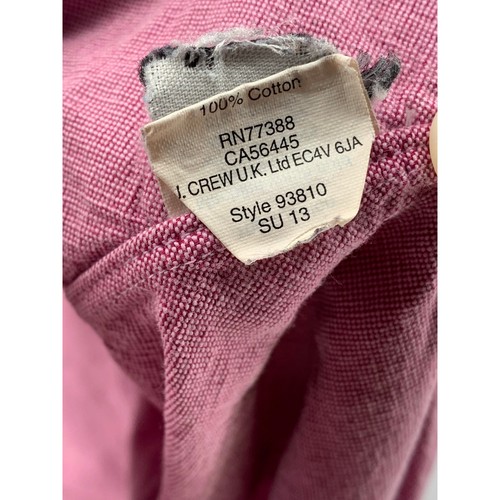 100% Cotton
RN77388
CA56445
J. CREW U.K. Ltd EC4V 6JA
Style 93810
SU 13